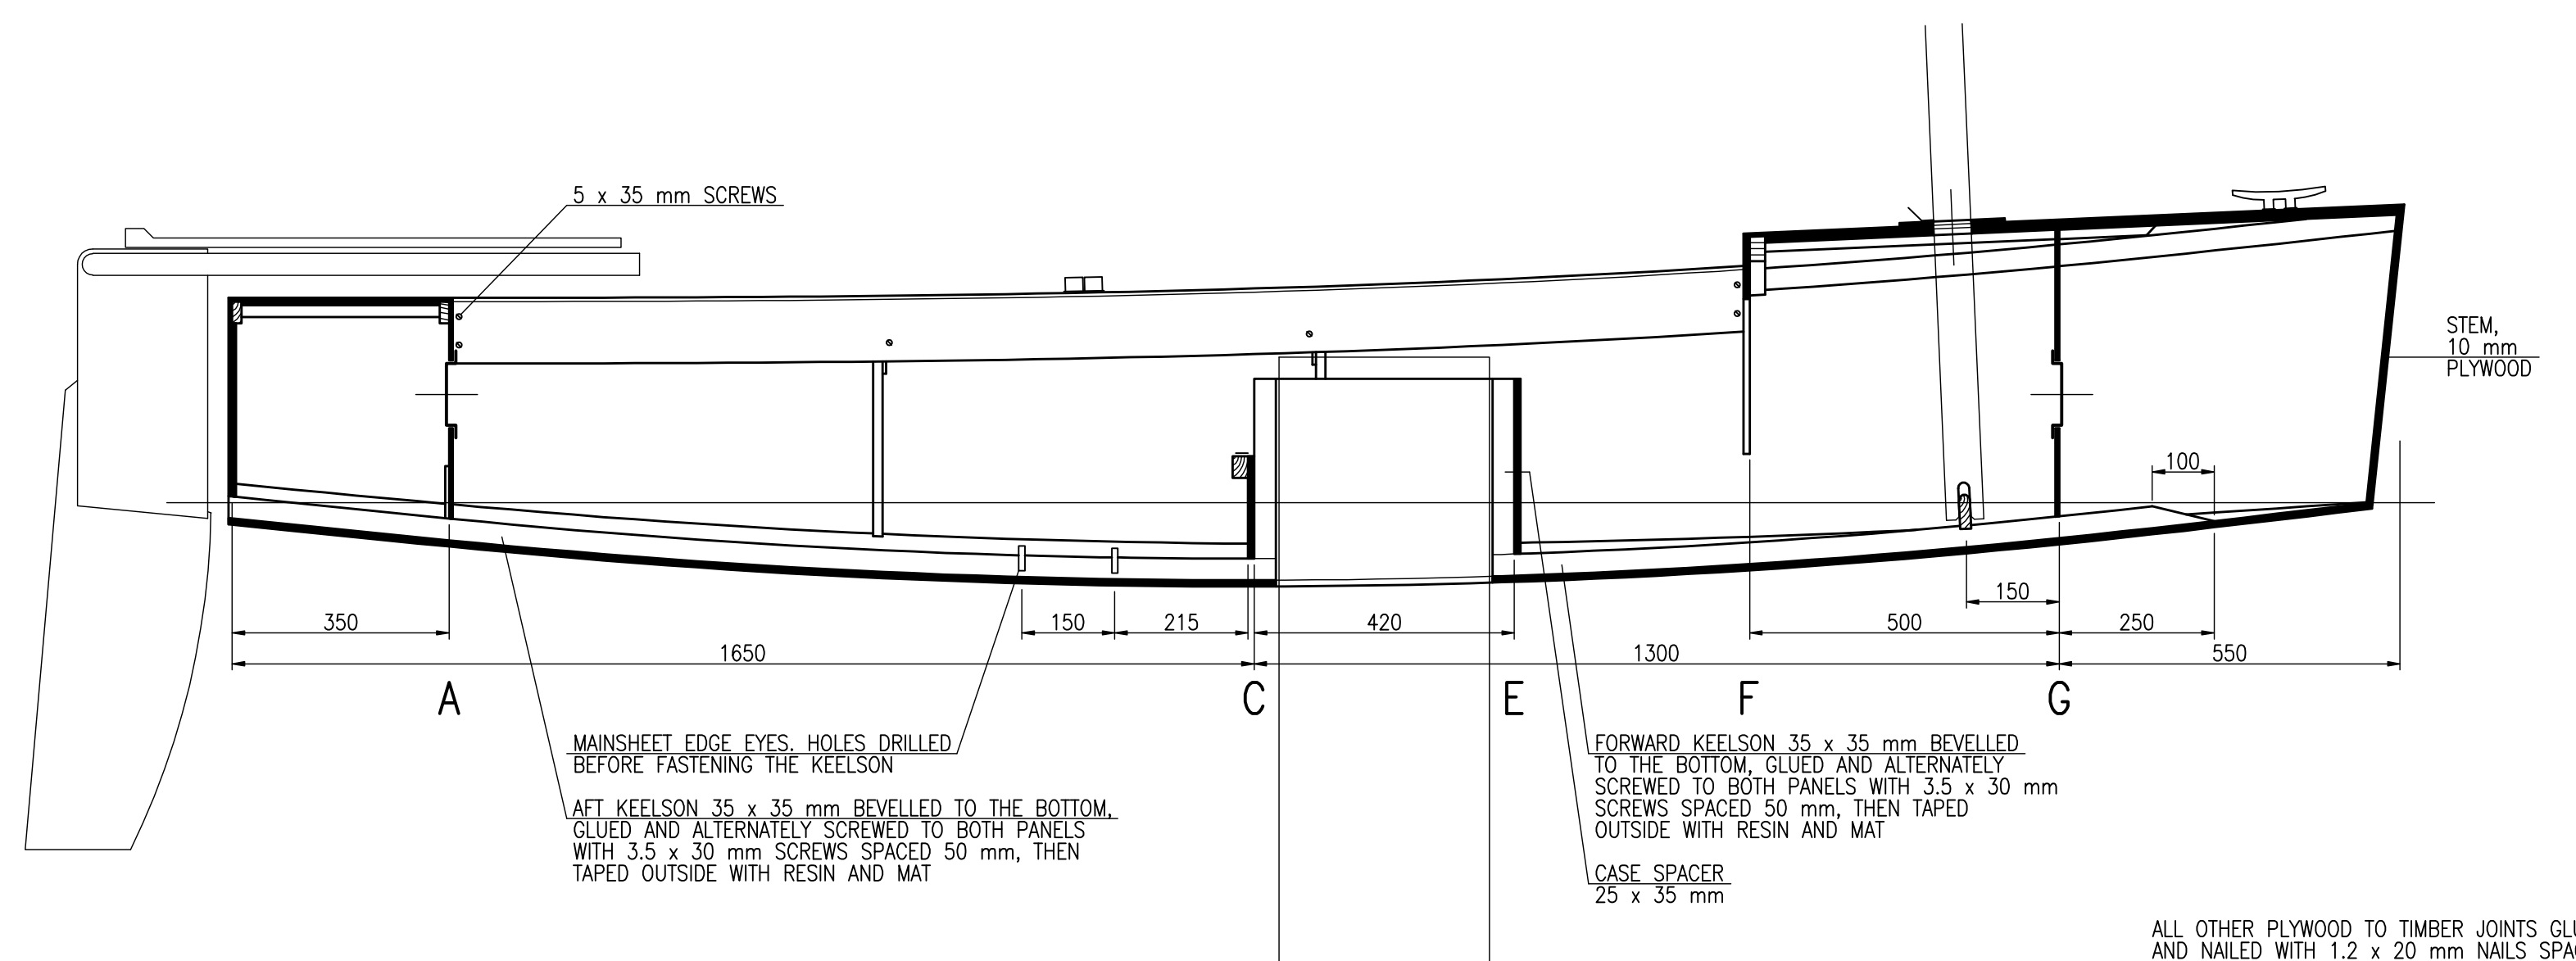 5 x 35 mm SCREWS
STEM,
10 mm
PLYWOOD
100
150
350
150
215
420
500
250
1650
1300
550
A
C
E
F
G
MAINSHEET EDGE EYES. HOLES DRILLED
BEFORE FASTENING THE KEELSON
AFT KEELSON 35 x 35 mm BEVELLED TO THE BOTTOM,
GLUED AND ALTERNATELY SCREWED TO BOTH PANELS
WITH 3.5 x 30 mm SCREWS SPACED 50 mm, THEN
TAPED OUTSIDE WITH RESIN AND MAT
FORWARD KEELSON 35 x 35 mm BEVELLED
TO THE BOTTOM, GLUED AND ALTERNATELY
SCREWED TO BOTH PANELS WITH 3.5 x 30 mm
SCREWS SPACED 50 mm, THEN TAPED
OUTSIDE WITH RESIN AND MAT
CASE SPACER
25 x 35 mm
ALL OTHER PLYWOOD TO TIMBER JOINTS
AND NAILED WITH 1.2 x 20 mm NAILS